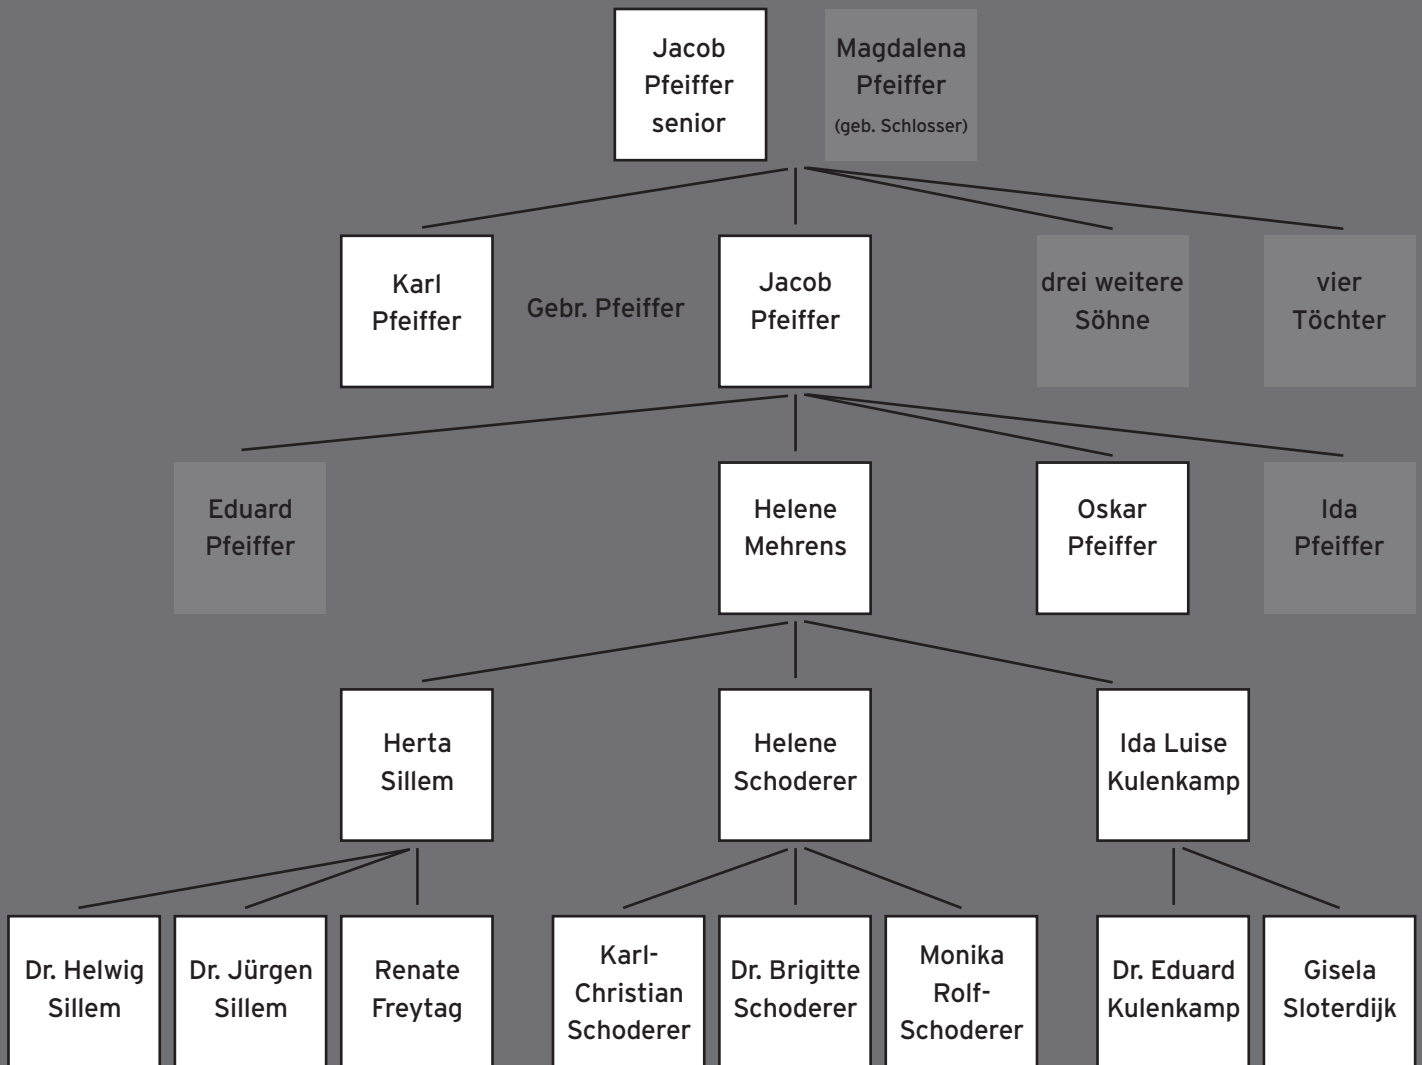 Jacob
Pfeiffer
senior
Magdalena
Pfeiffer
(geb. Schlosser)
Karl
Pfeiffer
Gebr. Pfeiffer
Jacob
Pfeiffer
drei weitere
Söhne
vier
Töchter
Eduard
Pfeiffer
Helene
Mehrens
Oskar
Pfeiffer
Ida
Pfeiffer
Herta
Sillem
Helene
Schoderer
Ida Luise
Kulenkamp
Dr. Helwig
Sillem
Dr. Jürgen
Sillem
Renate
Freytag
Karl-
Christian
Schoderer
Dr. Brigitte
Schoderer
Monika
Rolf-
Schoderer
Dr. Eduard
Kulenkamp
Gisela
Sloterdijk